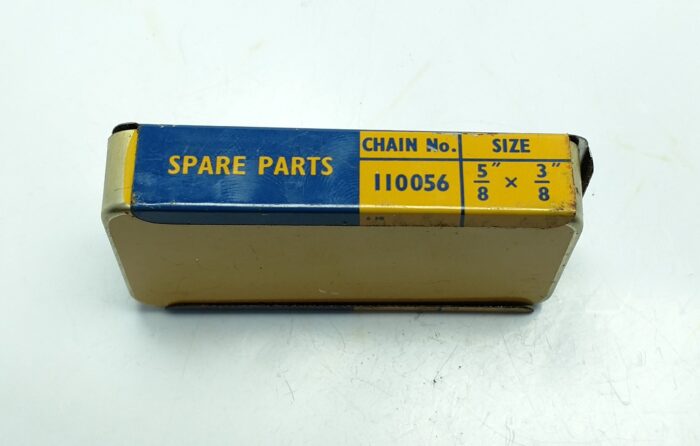 SPARE PARTS
CHAIN No.
110056
SIZE
5/8" × 3/8"